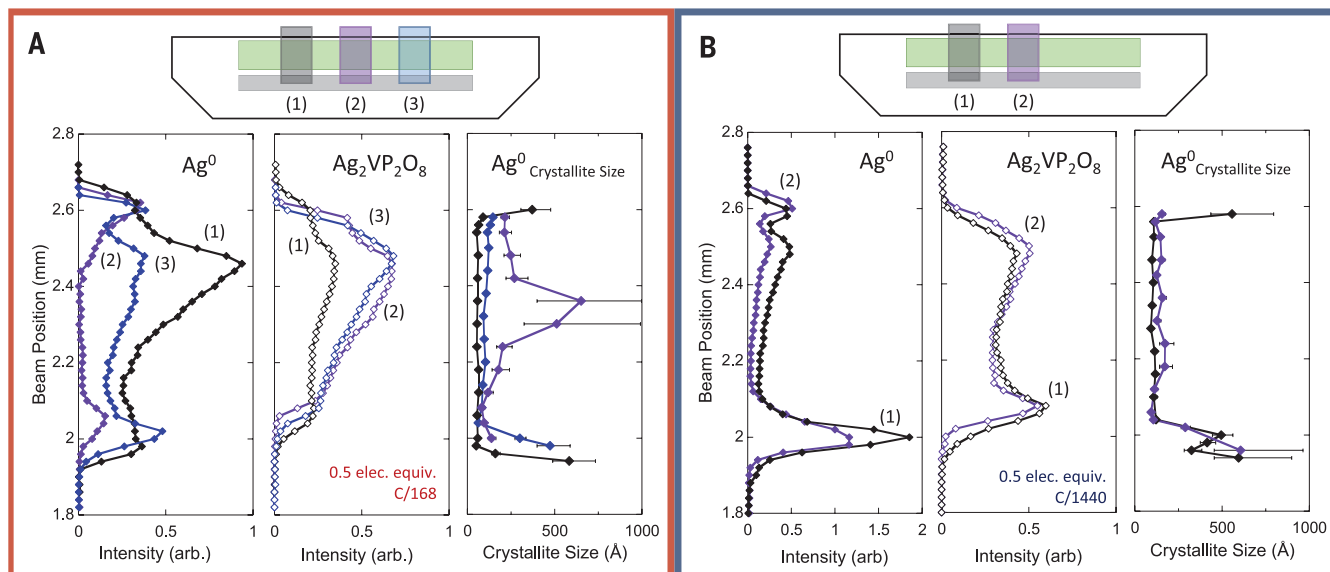 A
(1) (2) (3)
Ag⁰
Ag₂VP₂O₈
Ag⁰ Crystallite Size
2.8
2.6
2.4
2.2
2
1.8
Beam Position (mm)
(1)
(2)
(3)
(1)
(3)
(2)
0.5 elec. equiv.
C/168
0 0.5 1
0 0.5 1
0 500 1000
Intensity (arb.)
Intensity (arb.)
Crystallite Size (Å)
B
(1) (2)
Ag⁰
Ag₂VP₂O₈
Ag⁰ Crystallite Size
2.8
2.6
2.4
2.2
2.0
1.8
Beam Position (mm)
(2)
(1)
(2)
(1)
0.5 elec. equiv.
C/1440
0 0.5 1 1.5 2
0 0.5 1
0 500 1000
Intensity (arb)
Intensity (arb)
Crystallite Size (Å)